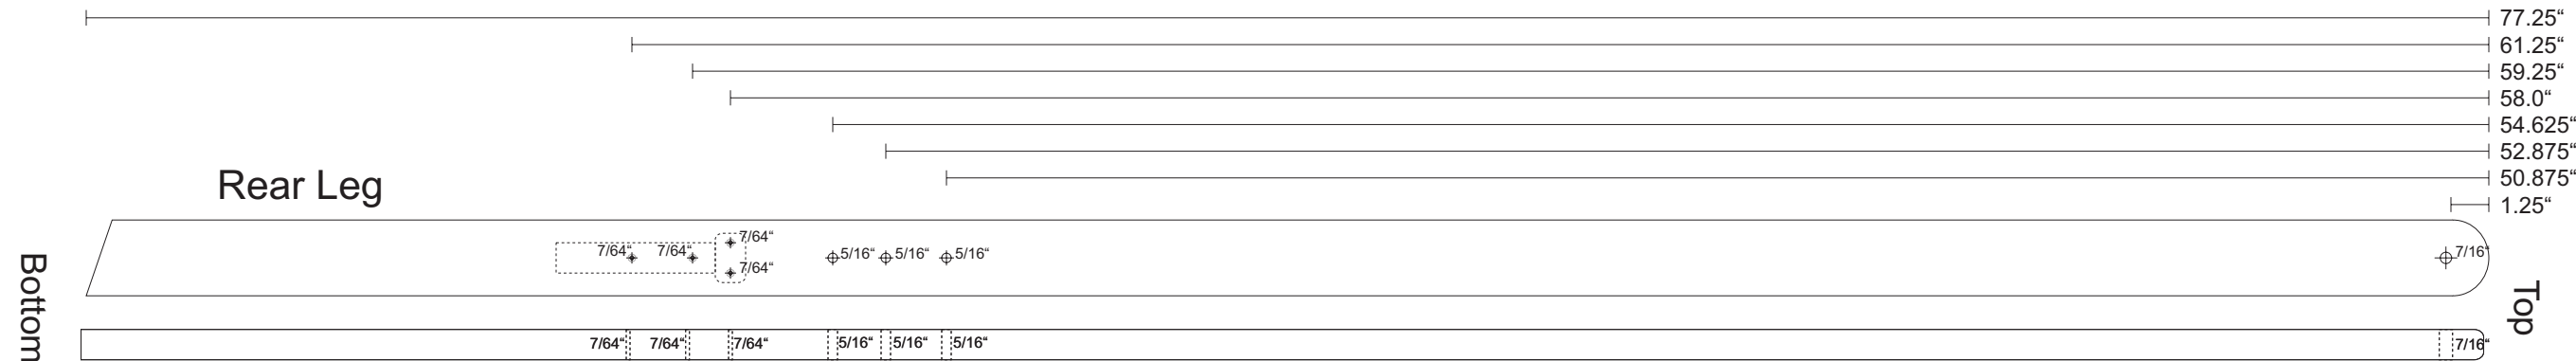 77.25“
61.25“
59.25“
58.0“
54.625“
52.875“
50.875“
Rear Leg
1.25“
7/64“
7/64“ 7/64“ 5/16“ 5/16“ 5/16“ 7/16“
7/64“
Bottom
Top
7/64“ 7/64“ 7/64“ 5/16“ 5/16“ 5/16“ 7/16“